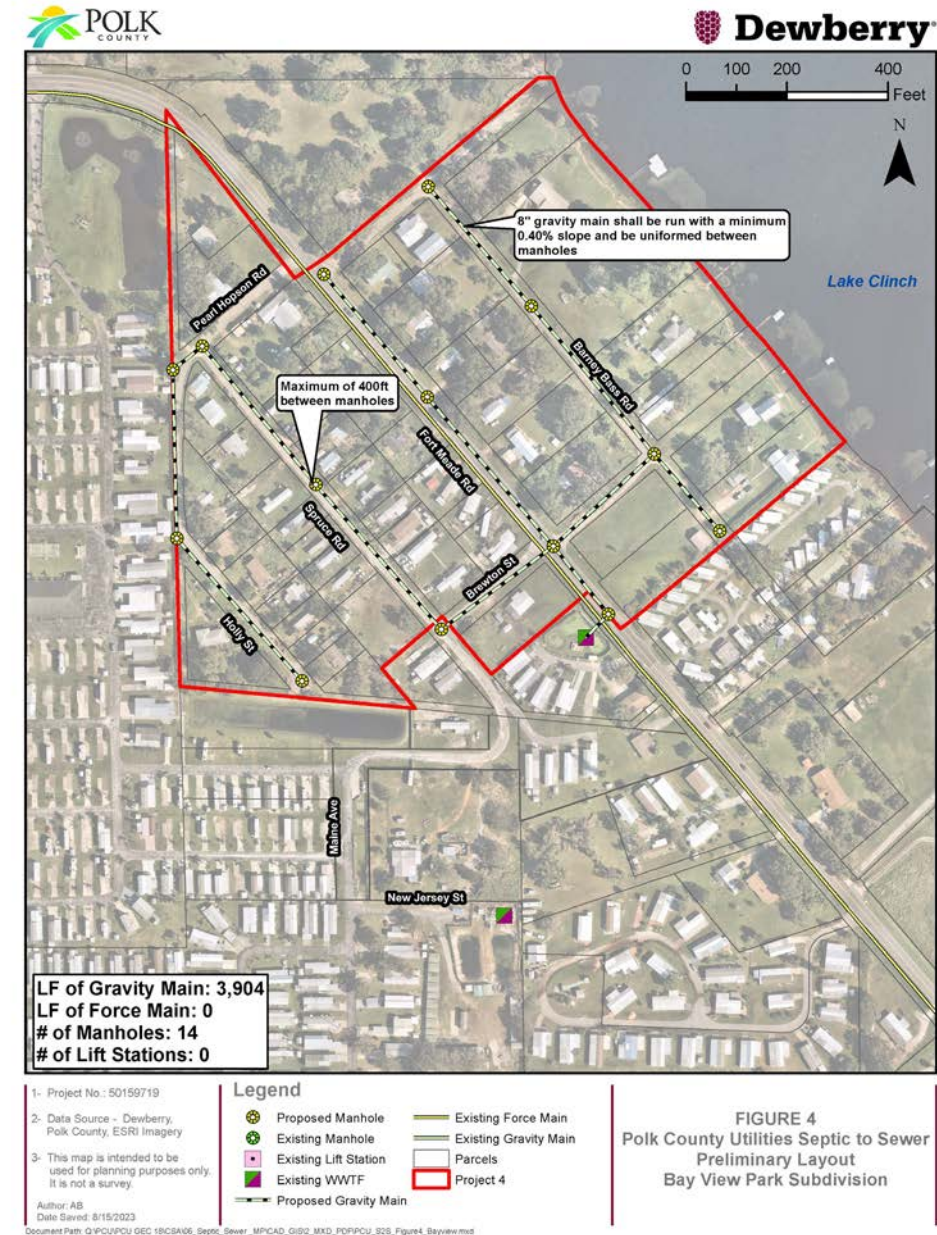 POLK
COUNTY
Dewberry
0 100 200 400
Feet
N
8" gravity main shall be run with a minimum
0.40% slope and be uniformed between
manholes
Lake Clinch
Pearl Hopson Rd
Maximum of 400ft
between manholes
Barney Bass Rd
Fort Meade Rd
Spruce Rd
Brewton St
Holly St
Maine Ave
New Jersey St
LF of Gravity Main: 3,904
LF of Force Main: 0
# of Manholes: 14
# of Lift Stations: 0
1- Project No.: 50159719
2- Data Source - Dewberry,
Polk County, ESRI Imagery
3- This map is intended to be
used for planning purposes only.
It is not a survey.
Author: AB
Date Saved: 8/15/2023
Legend
Proposed Manhole
Existing Manhole
Existing Lift Station
Existing WWTF
Proposed Gravity Main
Existing Force Main
Existing Gravity Main
Parcels
Project 4
FIGURE 4
Polk County Utilities Septic to Sewer
Preliminary Layout
Bay View Park Subdivision
Document Path: